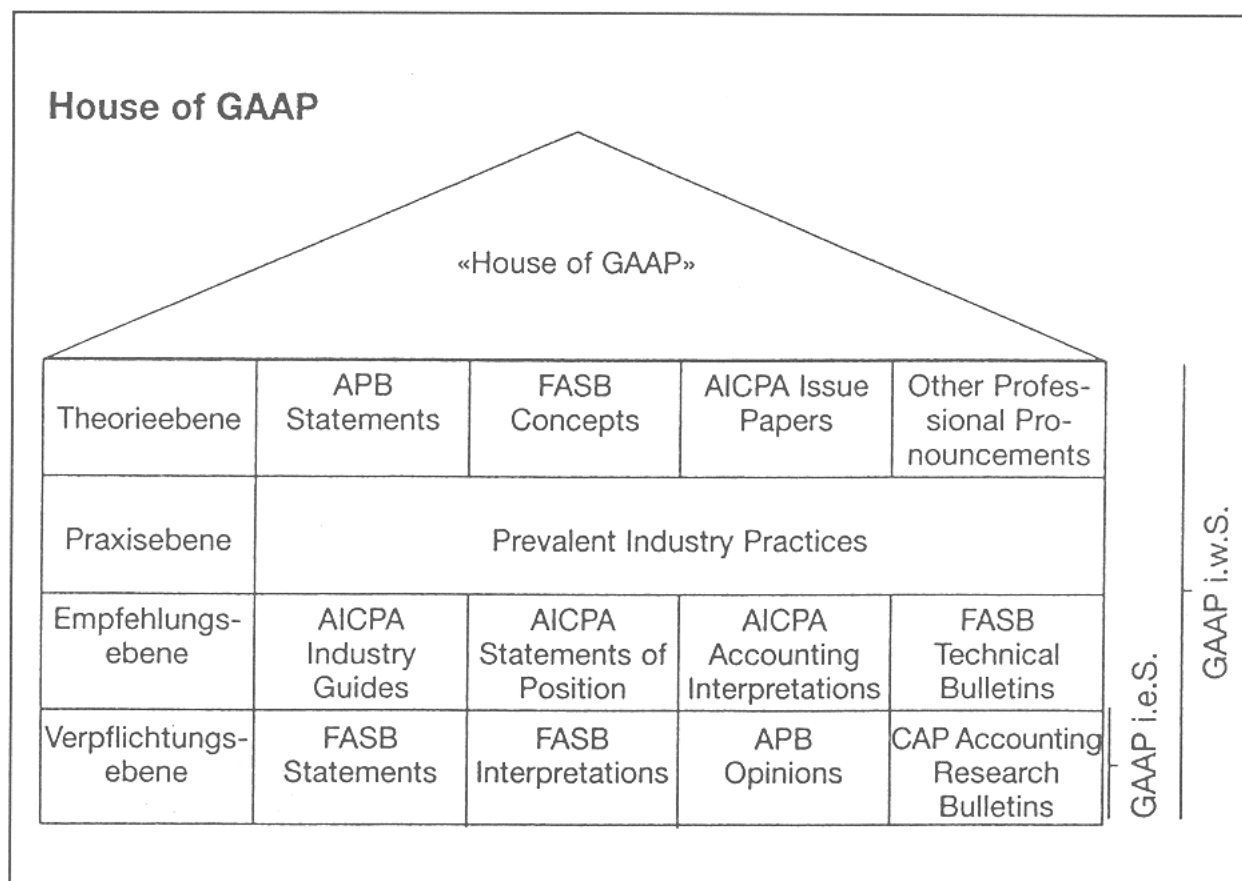 House of GAAP
«House of GAAP»
Theorieebene
APB
Statements
FASB
Concepts
AICPA Issue
Papers
Other Profes-
sional Pro-
nouncements
Praxisebene
Prevalent Industry Practices
Empfehlungs-
ebene
AICPA
Industry
Guides
AICPA
Statements of
Position
AICPA
Accounting
Interpretations
FASB
Technical
Bulletins
Verpflichtungs-
ebene
FASB
Statements
FASB
Interpretations
APB
Opinions
CAP Accounting
Research
Bulletins
GAAP i.e.S.
GAAP i.w.S.